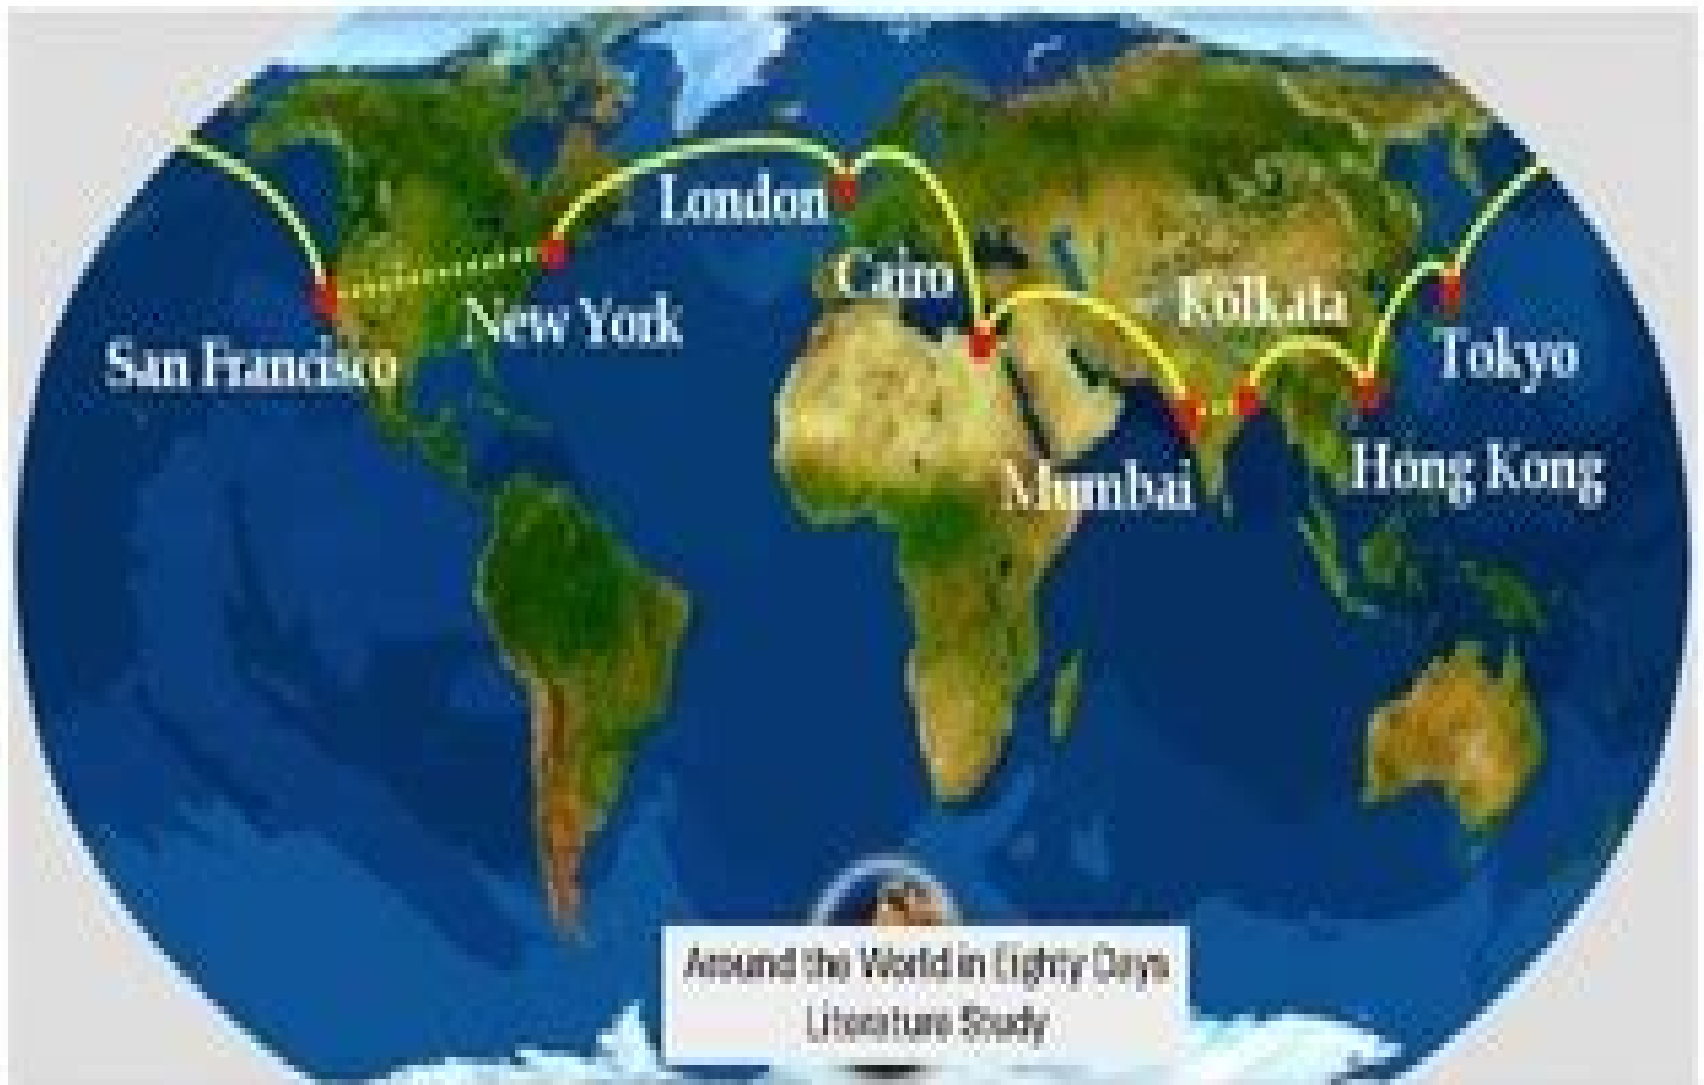 London
Cairo
Kolkata
New York
Tokyo
San Francisco
Mumbai
Hong Kong
Around the World in Eighty Days
Literature Study